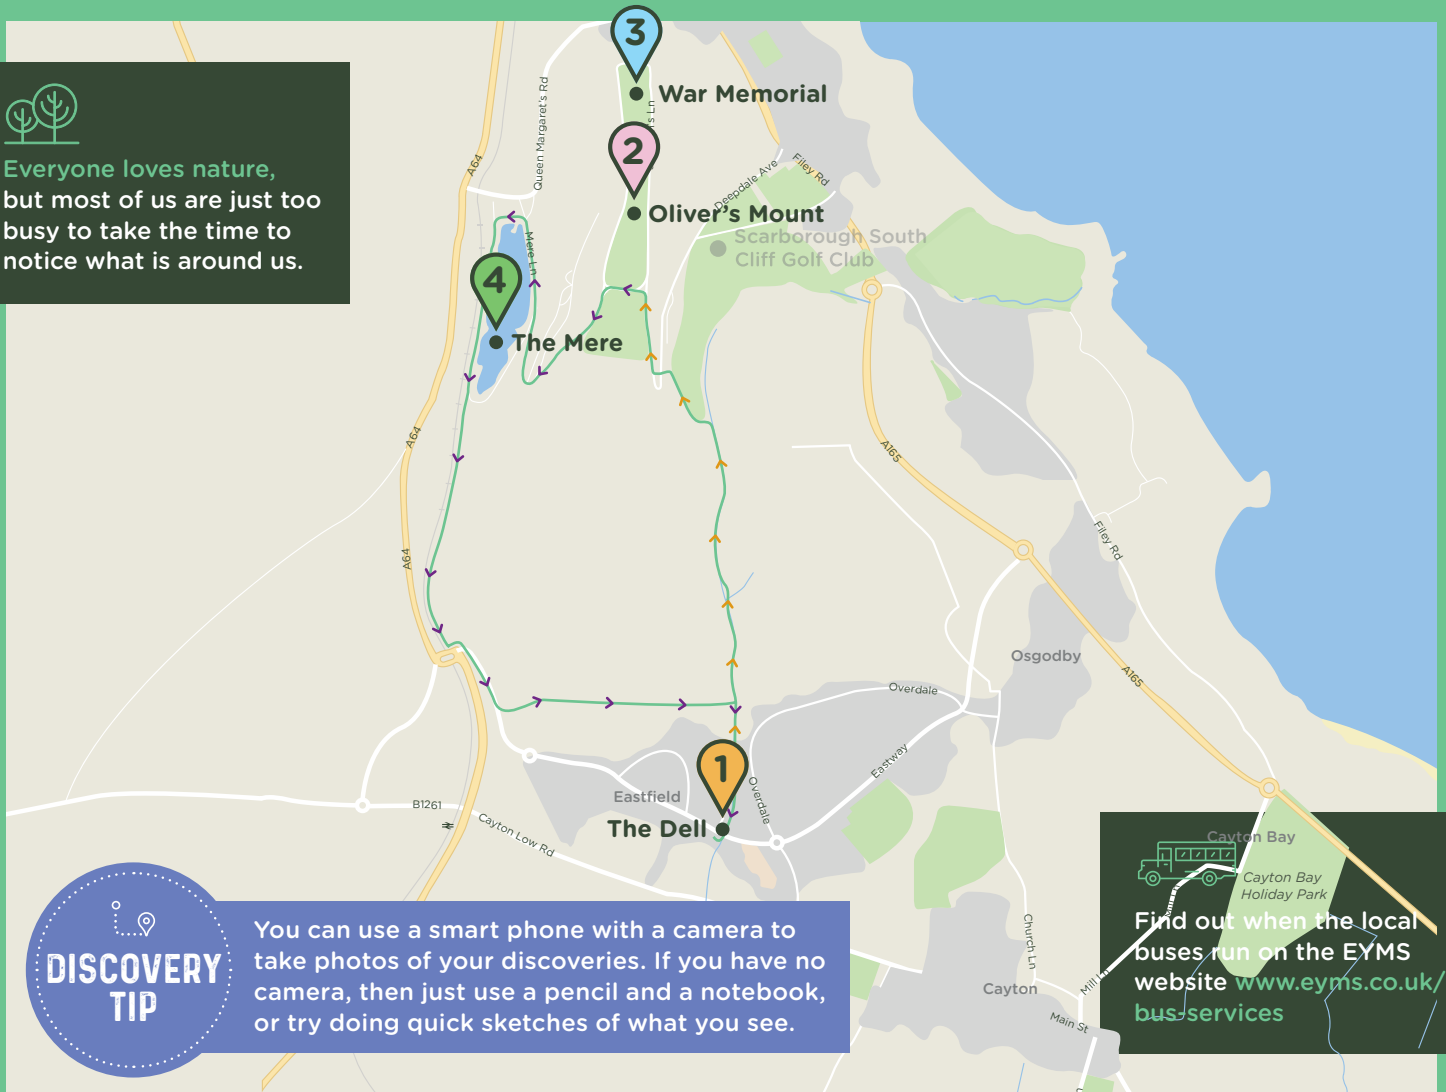 3
War Memorial
2
Oliver's Mount
Scarborough South
Cliff Golf Club
4
The Mere
1
The Dell
Everyone loves nature,
but most of us are just too
busy to take the time to
notice what is around us.
A64
Queen Margaret's Rd
Mere Ln
Deepdale Ave
Filey Rd
A64
A64
A165
Filey Rd
Osgodby
A165
Overdale
Eastway
Overdale
Eastfield
B1261
Cayton Low Rd
Church Ln
Cayton
Mill Ln
Main St
Cayton Bay
Cayton Bay
Holiday Park
Find out when the local
buses run on the EYMS
website www.eyms.co.uk/
bus-services
DISCOVERY
TIP
You can use a smart phone with a camera to
take photos of your discoveries. If you have no
camera, then just use a pencil and a notebook,
or try doing quick sketches of what you see.